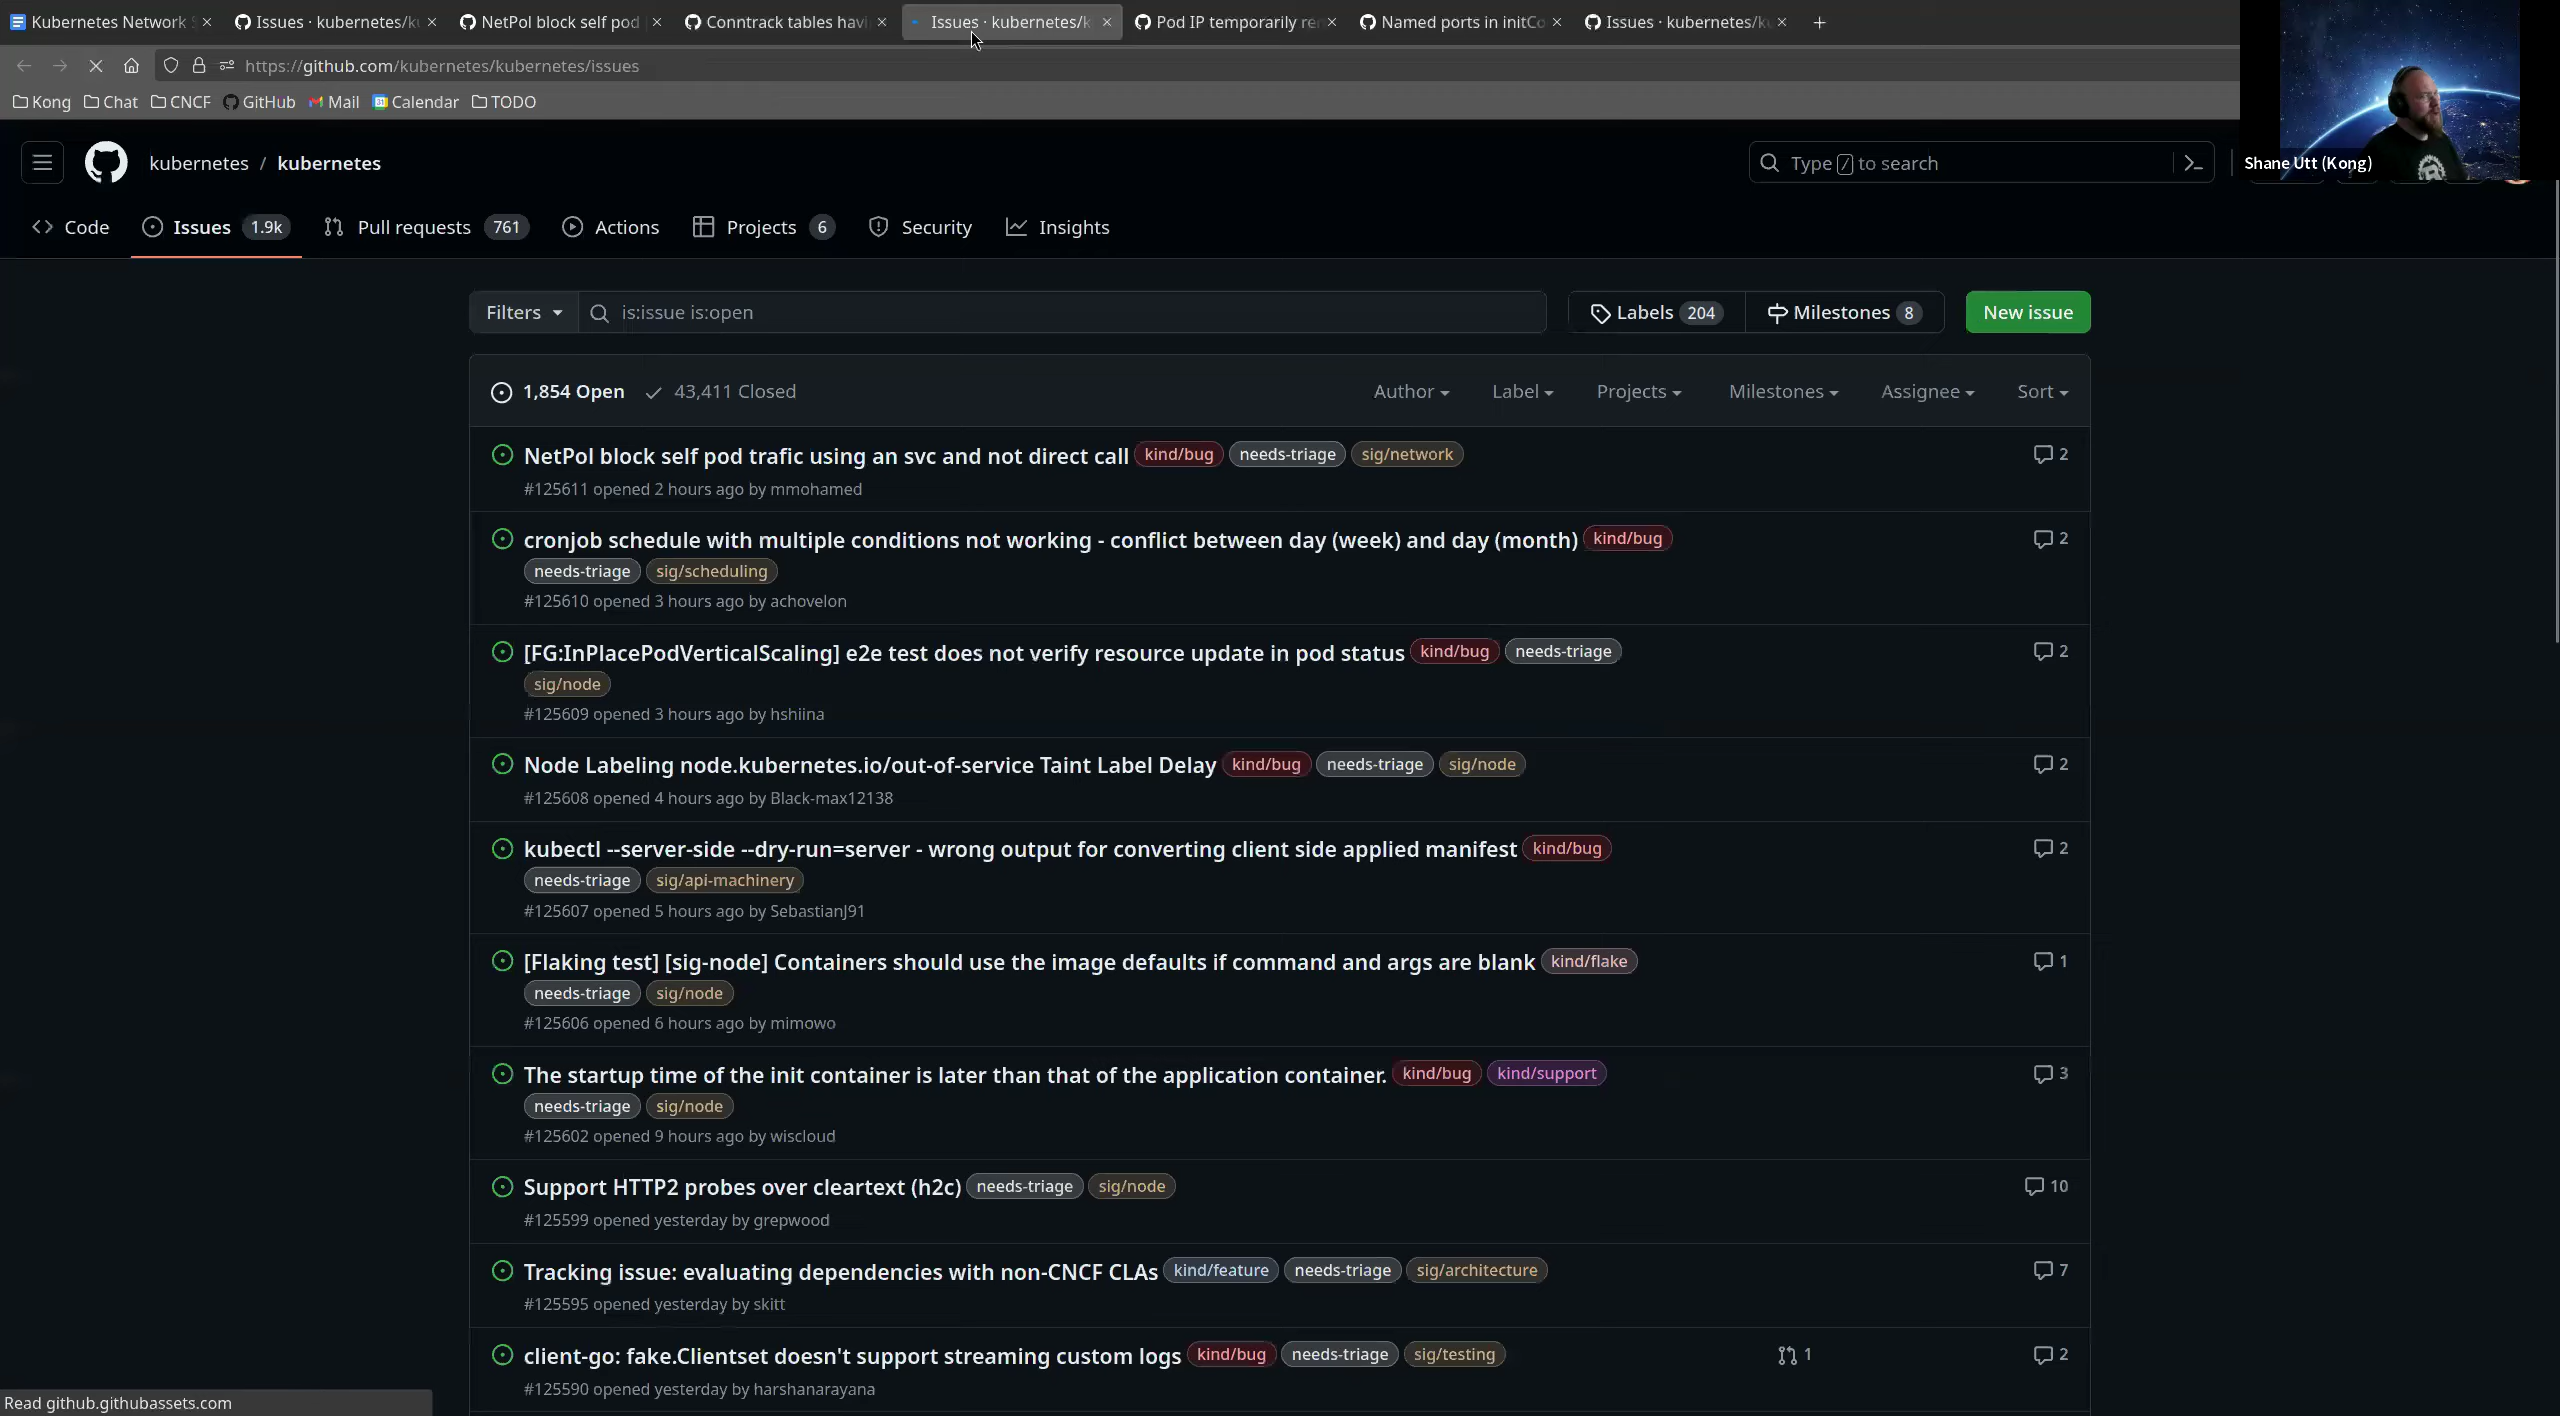 Kubernetes Network
Issues · kubernetes/k
NetPol block self pod
Conntrack tables havi
Issues · kubernetes/k
Pod IP temporarily re
Named ports in initCo
Issues · kubernetes/k
https://github.com/kubernetes/kubernetes/issues
Kong Chat CNCF GitHub Mail Calendar TODO
kubernetes / kubernetes
Type / to search
Shane Utt (Kong)
Code Issues 1.9k Pull requests 761 Actions Projects 6 Security Insights
Filters is:issue is:open Labels 204 Milestones 8 New issue
1,854 Open 43,411 Closed Author Label Projects Milestones Assignee Sort
NetPol block self pod trafic using an svc and not direct call kind/bug needs-triage sig/network 2
#125611 opened 2 hours ago by mmohamed
cronjob schedule with multiple conditions not working - conflict between day (week) and day (month) kind/bug 2
needs-triage sig/scheduling
#125610 opened 3 hours ago by achovelon
[FG:InPlacePodVerticalScaling] e2e test does not verify resource update in pod status kind/bug needs-triage 2
sig/node
#125609 opened 3 hours ago by hshiina
Node Labeling node.kubernetes.io/out-of-service Taint Label Delay kind/bug needs-triage sig/node 2
#125608 opened 4 hours ago by Black-max12138
kubectl --server-side --dry-run=server - wrong output for converting client side applied manifest kind/bug 2
needs-triage sig/api-machinery
#125607 opened 5 hours ago by SebastianJ91
[Flaking test] [sig-node] Containers should use the image defaults if command and args are blank kind/flake 1
needs-triage sig/node
#125606 opened 6 hours ago by mimowo
The startup time of the init container is later than that of the application container. kind/bug kind/support 3
needs-triage sig/node
#125602 opened 9 hours ago by wiscloud
Support HTTP2 probes over cleartext (h2c) needs-triage sig/node 10
#125599 opened yesterday by grepwood
Tracking issue: evaluating dependencies with non-CNCF CLAs kind/feature needs-triage sig/architecture 7
#125595 opened yesterday by skitt
client-go: fake.Clientset doesn't support streaming custom logs kind/bug needs-triage sig/testing 1 2
#125590 opened yesterday by harshanarayana
Read github.githubassets.com